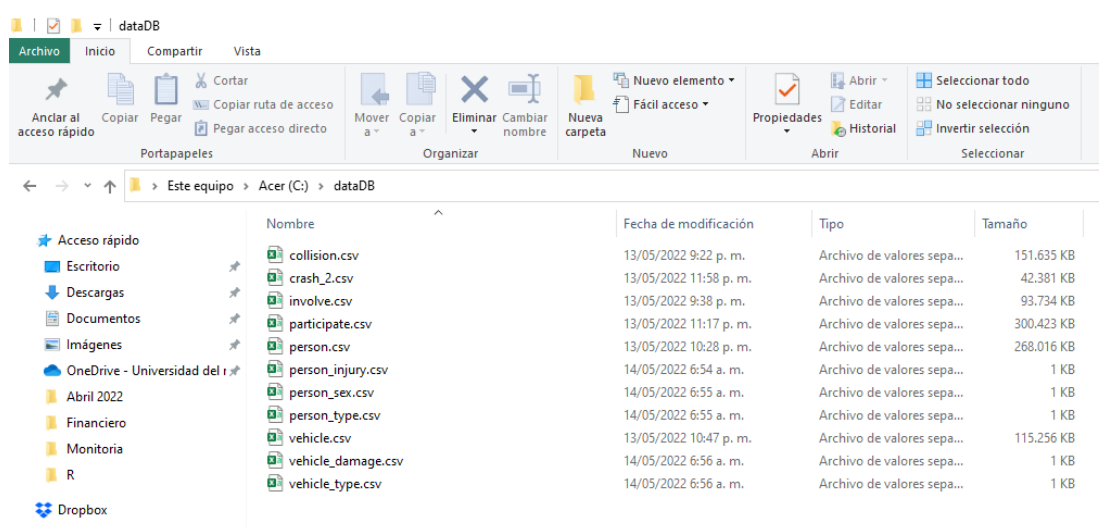 dataDB
Archivo Inicio Compartir Vista
Anclar al acceso rápido
Copiar
Pegar
Cortar
Copiar ruta de acceso
Pegar acceso directo
Portapapeles
Mover a
Copiar a
Eliminar
Cambiar nombre
Organizar
Nueva carpeta
Nuevo elemento
Fácil acceso
Nuevo
Propiedades
Abrir
Editar
Historial
Abrir
Seleccionar todo
No seleccionar ninguno
Invertir selección
Seleccionar
Este equipo > Acer (C:) > dataDB
Acceso rápido
Escritorio
Descargas
Documentos
Imágenes
OneDrive - Universidad del
Abril 2022
Financiero
Monitoria
R
Dropbox
Nombre Fecha de modificación Tipo Tamaño
collision.csv 13/05/2022 9:22 p. m. Archivo de valores sepa... 151.635 KB
crash_2.csv 13/05/2022 11:58 p. m. Archivo de valores sepa... 42.381 KB
involve.csv 13/05/2022 9:38 p. m. Archivo de valores sepa... 93.734 KB
participate.csv 13/05/2022 11:17 p. m. Archivo de valores sepa... 300.423 KB
person.csv 13/05/2022 10:28 p. m. Archivo de valores sepa... 268.016 KB
person_injury.csv 14/05/2022 6:54 a. m. Archivo de valores sepa... 1 KB
person_sex.csv 14/05/2022 6:55 a. m. Archivo de valores sepa... 1 KB
person_type.csv 14/05/2022 6:55 a. m. Archivo de valores sepa... 1 KB
vehicle.csv 13/05/2022 10:47 p. m. Archivo de valores sepa... 115.256 KB
vehicle_damage.csv 14/05/2022 6:56 a. m. Archivo de valores sepa... 1 KB
vehicle_type.csv 14/05/2022 6:56 a. m. Archivo de valores sepa... 1 KB